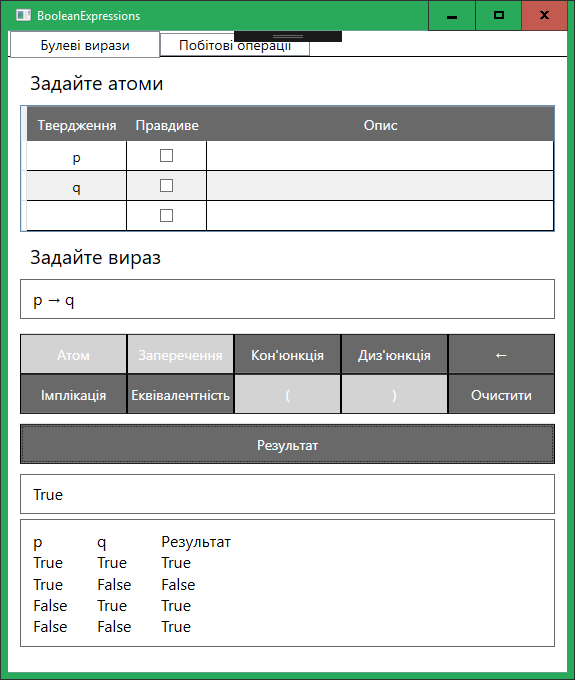 BooleanExpressions
Булеві вирази Побітові операції
Задайте атоми
Твердження Правдиве Опис
p
q
Задайте вираз
p → q
Атом Заперечення Кон'юнкція Диз'юнкція ←
Імплікація Еквівалентність ( ) Очистити
Результат
True
p q Результат
True True True
True False False
False True True
False False True